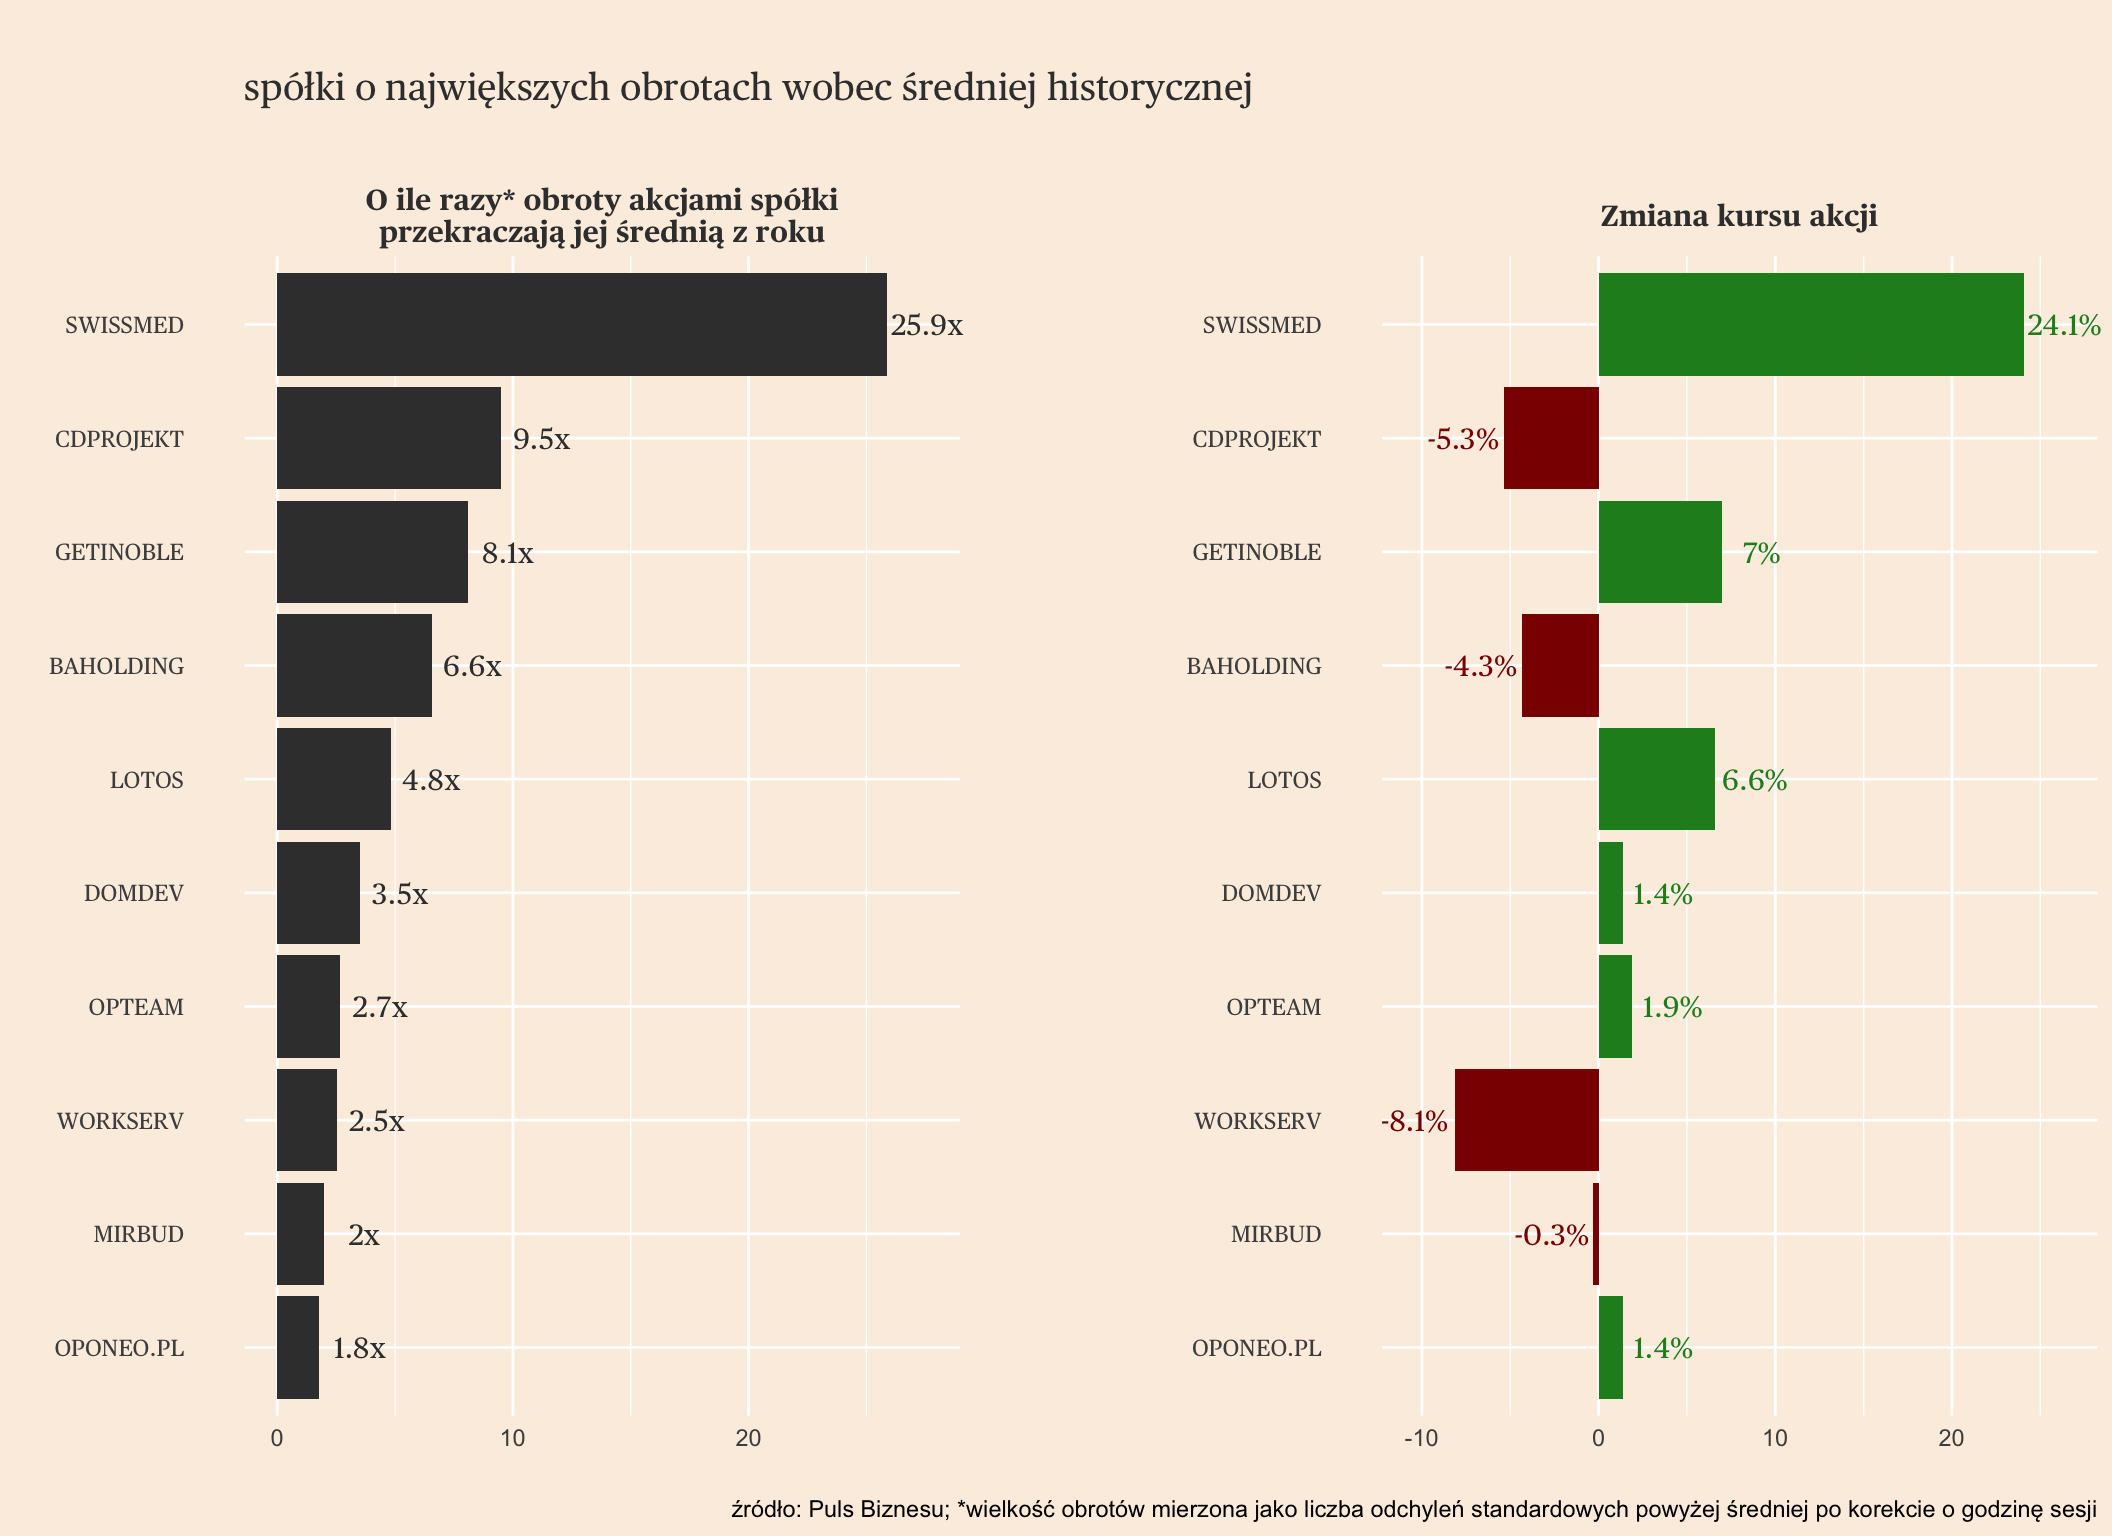 spółki o największych obrotach wobec średniej historycznej
O ile razy* obroty akcjami spółki
przekraczają jej średnią z roku
SWISSMED 25.9x
CDPROJEKT 9.5x
GETINOBLE 8.1x
BAHOLDING 6.6x
LOTOS 4.8x
DOMDEV 3.5x
OPTEAM 2.7x
WORKSERV 2.5x
MIRBUD 2x
OPONEO.PL 1.8x
0 10 20
Zmiana kursu akcji
SWISSMED 24.1%
CDPROJEKT -5.3%
GETINOBLE 7%
BAHOLDING -4.3%
LOTOS 6.6%
DOMDEV 1.4%
OPTEAM 1.9%
WORKSERV -8.1%
MIRBUD -0.3%
OPONEO.PL 1.4%
-10 0 10 20
źródło: Puls Biznesu; *wielkość obrotów mierzona jako liczba odchyleń standardowych powyżej średniej po korekcie o godzinę sesji